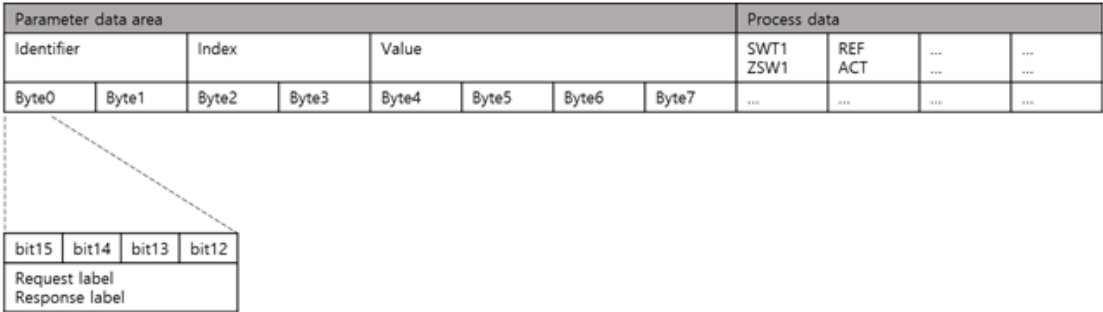 Parameter data area Process data
Identifier Index Value SWT1 REF ... ...
ZSW1 ACT ... ...
Byte0 Byte1 Byte2 Byte3 Byte4 Byte5 Byte6 Byte7 ... ... ... ...
bit15 bit14 bit13 bit12
Request label
Response label